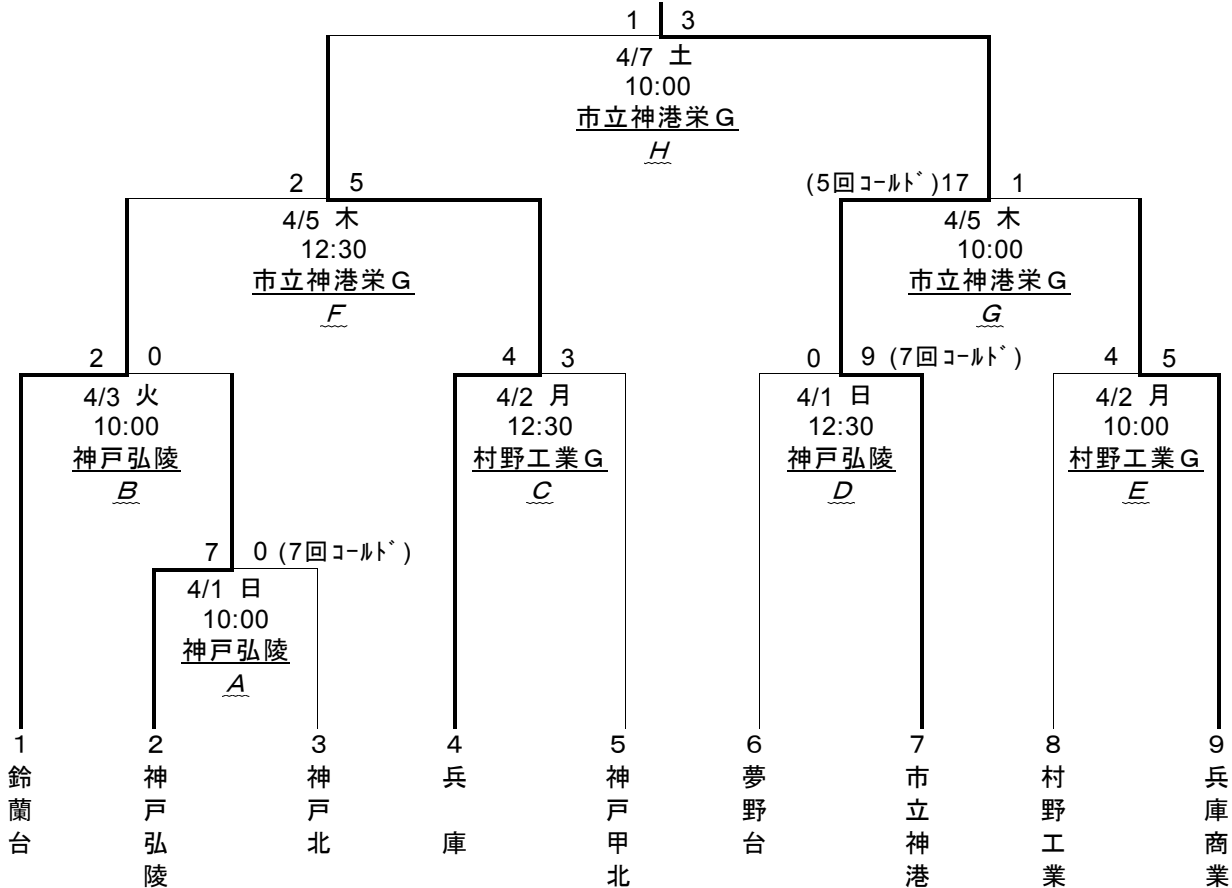 1 3
4/7 土
10:00
市立神港栄G
H
2 5
4/5 木
12:30
市立神港栄G
F
(5回ｺｰﾙﾄﾞ)17 1
4/5 木
10:00
市立神港栄G
G
2 0
4/3 火
10:00
神戸弘陵
B
4 3
4/2 月
12:30
村野工業G
C
0 9 (7回ｺｰﾙﾄﾞ)
4/1 日
12:30
神戸弘陵
D
4 5
4/2 月
10:00
村野工業G
E
7 0 (7回ｺｰﾙﾄﾞ)
4/1 日
10:00
神戸弘陵
A
1
鈴蘭台
2
神戸弘陵
3
神戸北
4
兵庫
5
神戸甲北
6
夢野台
7
市立神港
8
村野工業
9
兵庫商業